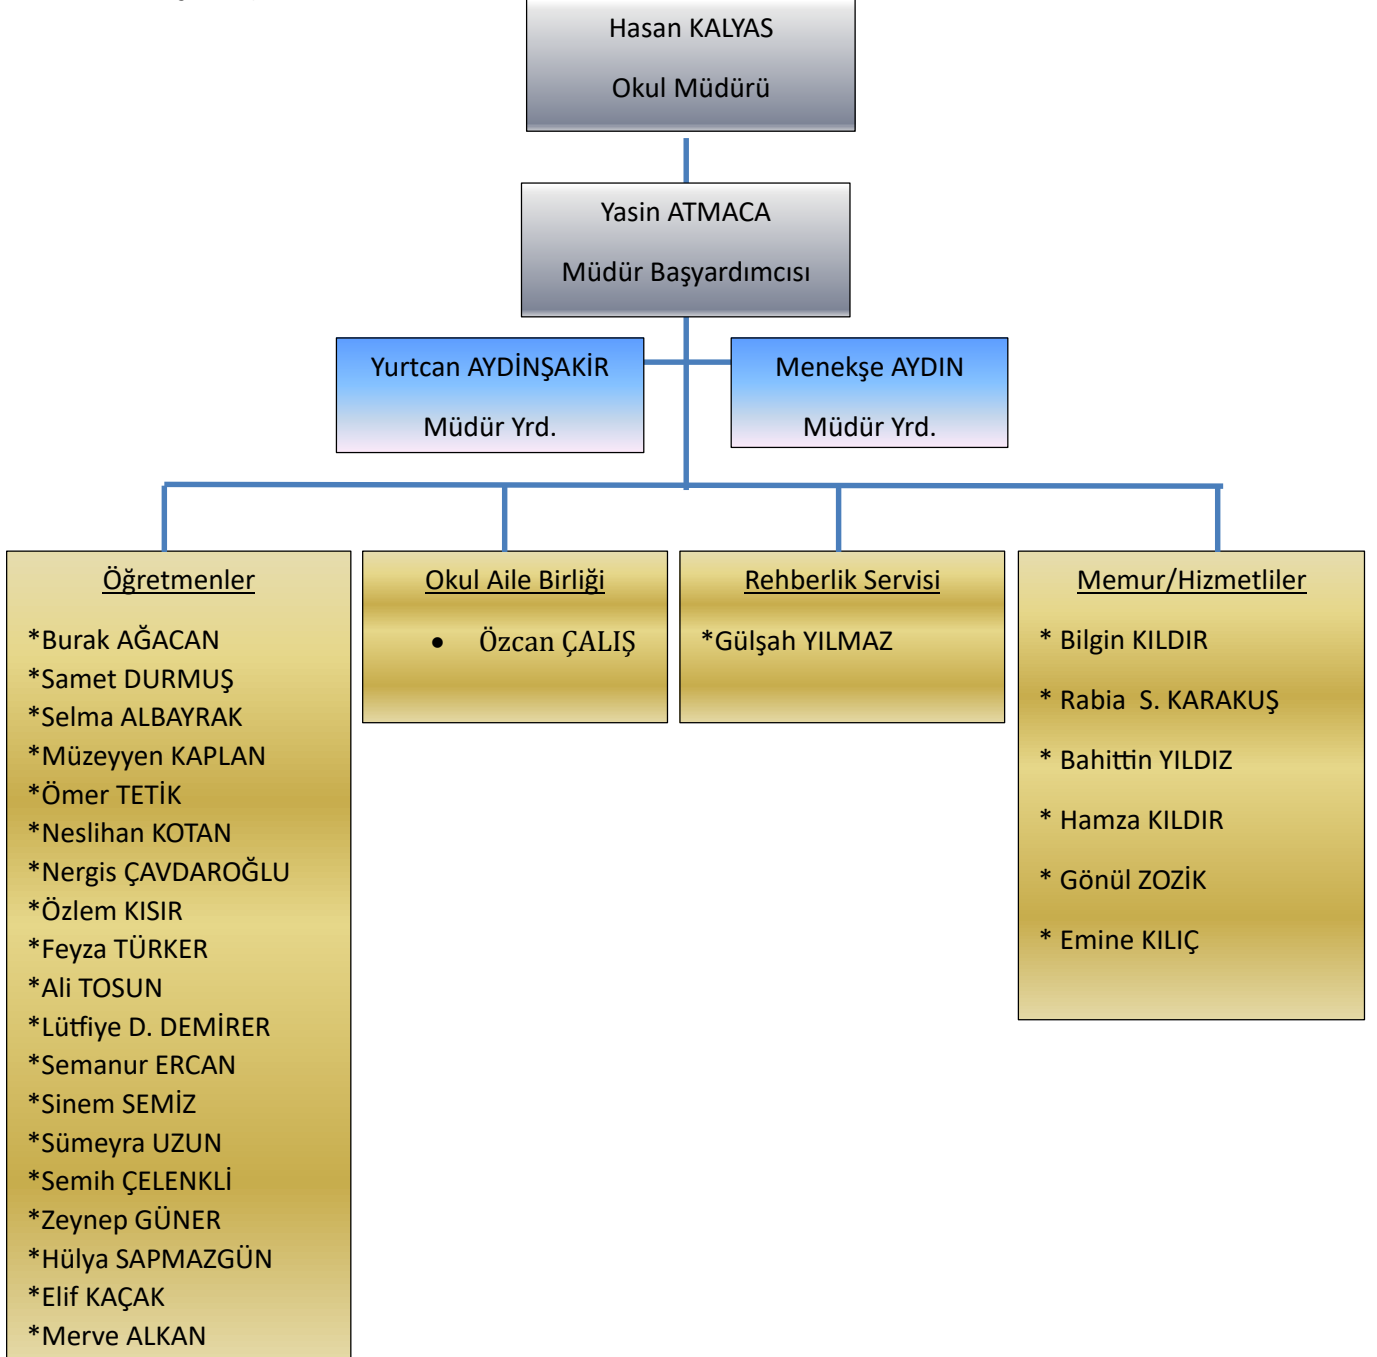 Hasan KALYAS
Okul Müdürü
Yasin ATMACA
Müdür Başyardımcısı
Yurtcan AYDİNŞAKİR
Müdür Yrd.
Menekşe AYDIN
Müdür Yrd.
Öğretmenler
*Burak AĞACAN
*Samet DURMUŞ
*Selma ALBAYRAK
*Müzeyyen KAPLAN
*Ömer TETİK
*Neslihan KOTAN
*Nergis ÇAVDAROĞLU
*Özlem KISIR
*Feyza TÜRKER
*Ali TOSUN
*Lütfiye D. DEMİRER
*Semanur ERCAN
*Sinem SEMİZ
*Sümeyra UZUN
*Semih ÇELENKLİ
*Zeynep GÜNER
*Hülya SAPMAZGÜN
*Elif KAÇAK
*Merve ALKAN
Okul Aile Birliği
• Özcan ÇALIŞ
Rehberlik Servisi
*Gülşah YILMAZ
Memur/Hizmetliler
* Bilgin KILDIR
* Rabia  S. KARAKUŞ
* Bahittin YILDIZ
* Hamza KILDIR
* Gönül ZOZİK
* Emine KILIÇ